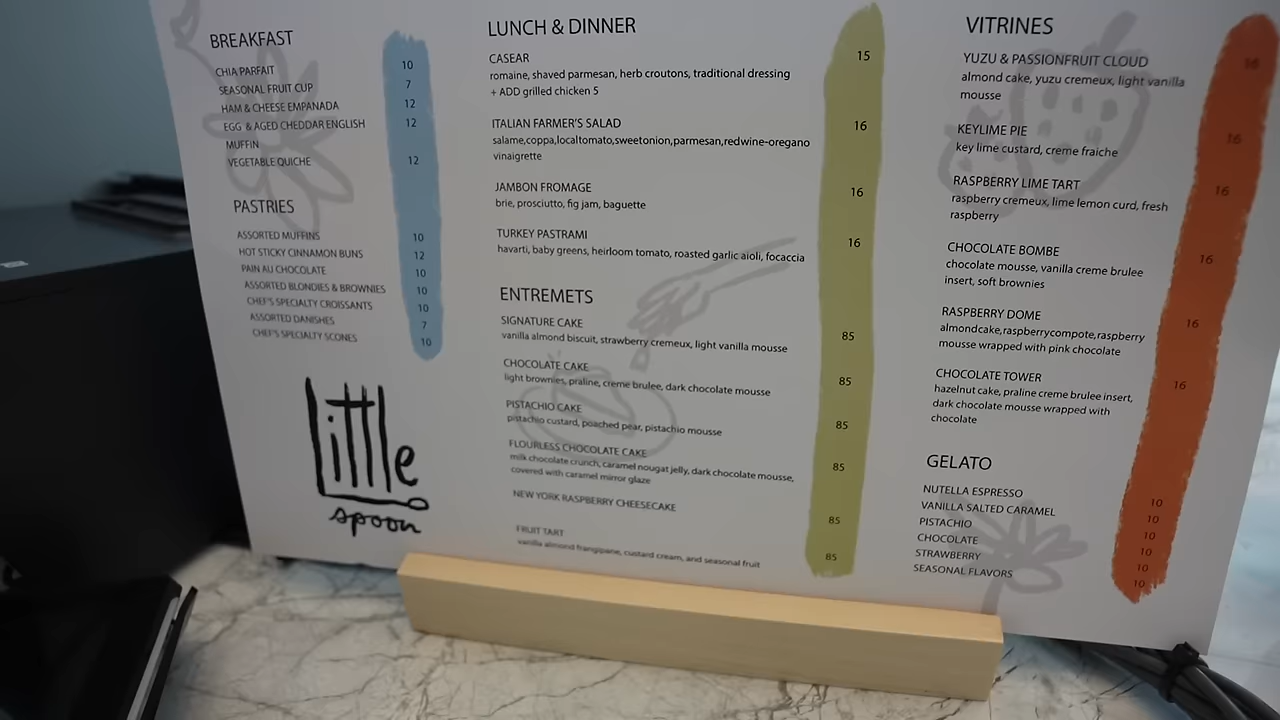 BREAKFAST
CHIA PARFAIT 10
SEASONAL FRUIT CUP 7
HAM & CHEESE EMPANADA 12
EGG & AGED CHEDDAR ENGLISH 12
MUFFIN
VEGETABLE QUICHE 12
PASTRIES
ASSORTED MUFFINS 10
HOT STICKY CINNAMON BUNS 12
PAIN AU CHOCOLATE 10
ASSORTED BLONDIES & BROWNIES 10
CHEF'S SPECIALTY CROISSANTS 10
ASSORTED DANISHES 7
CHEF'S SPECIALTY SCONES 10
little
spoon
LUNCH & DINNER
CASEAR 15
romaine, shaved parmesan, herb croutons, traditional dressing
+ ADD grilled chicken 5
ITALIAN FARMER'S SALAD 16
salame,coppa,localtomato,sweetonion,parmesan,redwine-oregano
vinaigrette
JAMBON FROMAGE 16
brie, prosciutto, fig jam, baguette
TURKEY PASTRAMI 16
havarti, baby greens, heirloom tomato, roasted garlic aioli, focaccia
ENTREMETS
SIGNATURE CAKE 85
vanilla almond biscuit, strawberry cremeux, light vanilla mousse
CHOCOLATE CAKE 85
light brownies, praline, creme brulee, dark chocolate mousse
PISTACHIO CAKE 85
pistachio custard, poached pear, pistachio mousse
FLOURLESS CHOCOLATE CAKE 85
milk chocolate crunch, caramel nougat jelly, dark chocolate mousse,
covered with caramel mirror glaze
NEW YORK RASPBERRY CHEESECAKE 85
FRUIT TART 85
vanilla almond frangipane, custard cream, and seasonal fruit
VITRINES
YUZU & PASSIONFRUIT CLOUD 16
almond cake, yuzu cremeux, light vanilla
mousse
KEYLIME PIE 16
key lime custard, creme fraiche
RASPBERRY LIME TART 16
raspberry cremeux, lime lemon curd, fresh
raspberry
CHOCOLATE BOMBE 16
chocolate mousse, vanilla creme brulee
insert, soft brownies
RASPBERRY DOME 16
almondcake,raspberrycompote,raspberry
mousse wrapped with pink chocolate
CHOCOLATE TOWER 16
hazelnut cake, praline creme brulee insert,
dark chocolate mousse wrapped with
chocolate
GELATO
NUTELLA ESPRESSO 10
VANILLA SALTED CARAMEL 10
PISTACHIO 10
CHOCOLATE 10
STRAWBERRY 10
SEASONAL FLAVORS 10